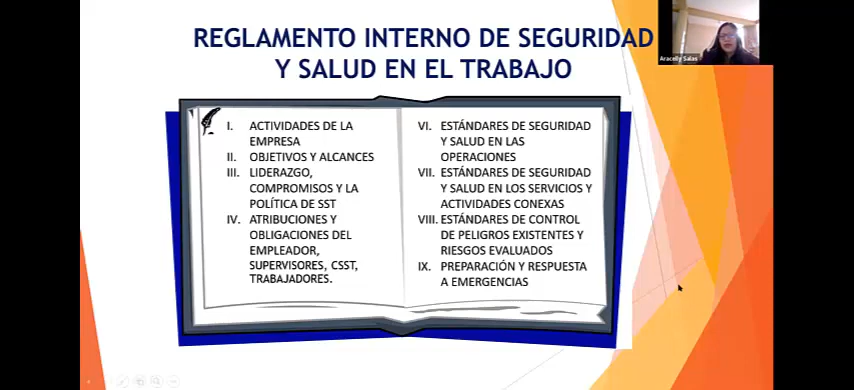 REGLAMENTO INTERNO DE SEGURIDAD
Y SALUD EN EL TRABAJO
Aracelly Salas
I. ACTIVIDADES DE LA
EMPRESA
II. OBJETIVOS Y ALCANCES
III. LIDERAZGO,
COMPROMISOS Y LA
POLÍTICA DE SST
IV. ATRIBUCIONES Y
OBLIGACIONES DEL
EMPLEADOR,
SUPERVISORES, CSST,
TRABAJADORES.
VI. ESTÁNDARES DE SEGURIDAD
Y SALUD EN LAS
OPERACIONES
VII. ESTÁNDARES DE SEGURIDAD
Y SALUD EN LOS SERVICIOS Y
ACTIVIDADES CONEXAS
VIII. ESTÁNDARES DE CONTROL
DE PELIGROS EXISTENTES Y
RIESGOS EVALUADOS
IX. PREPARACIÓN Y RESPUESTA
A EMERGENCIAS